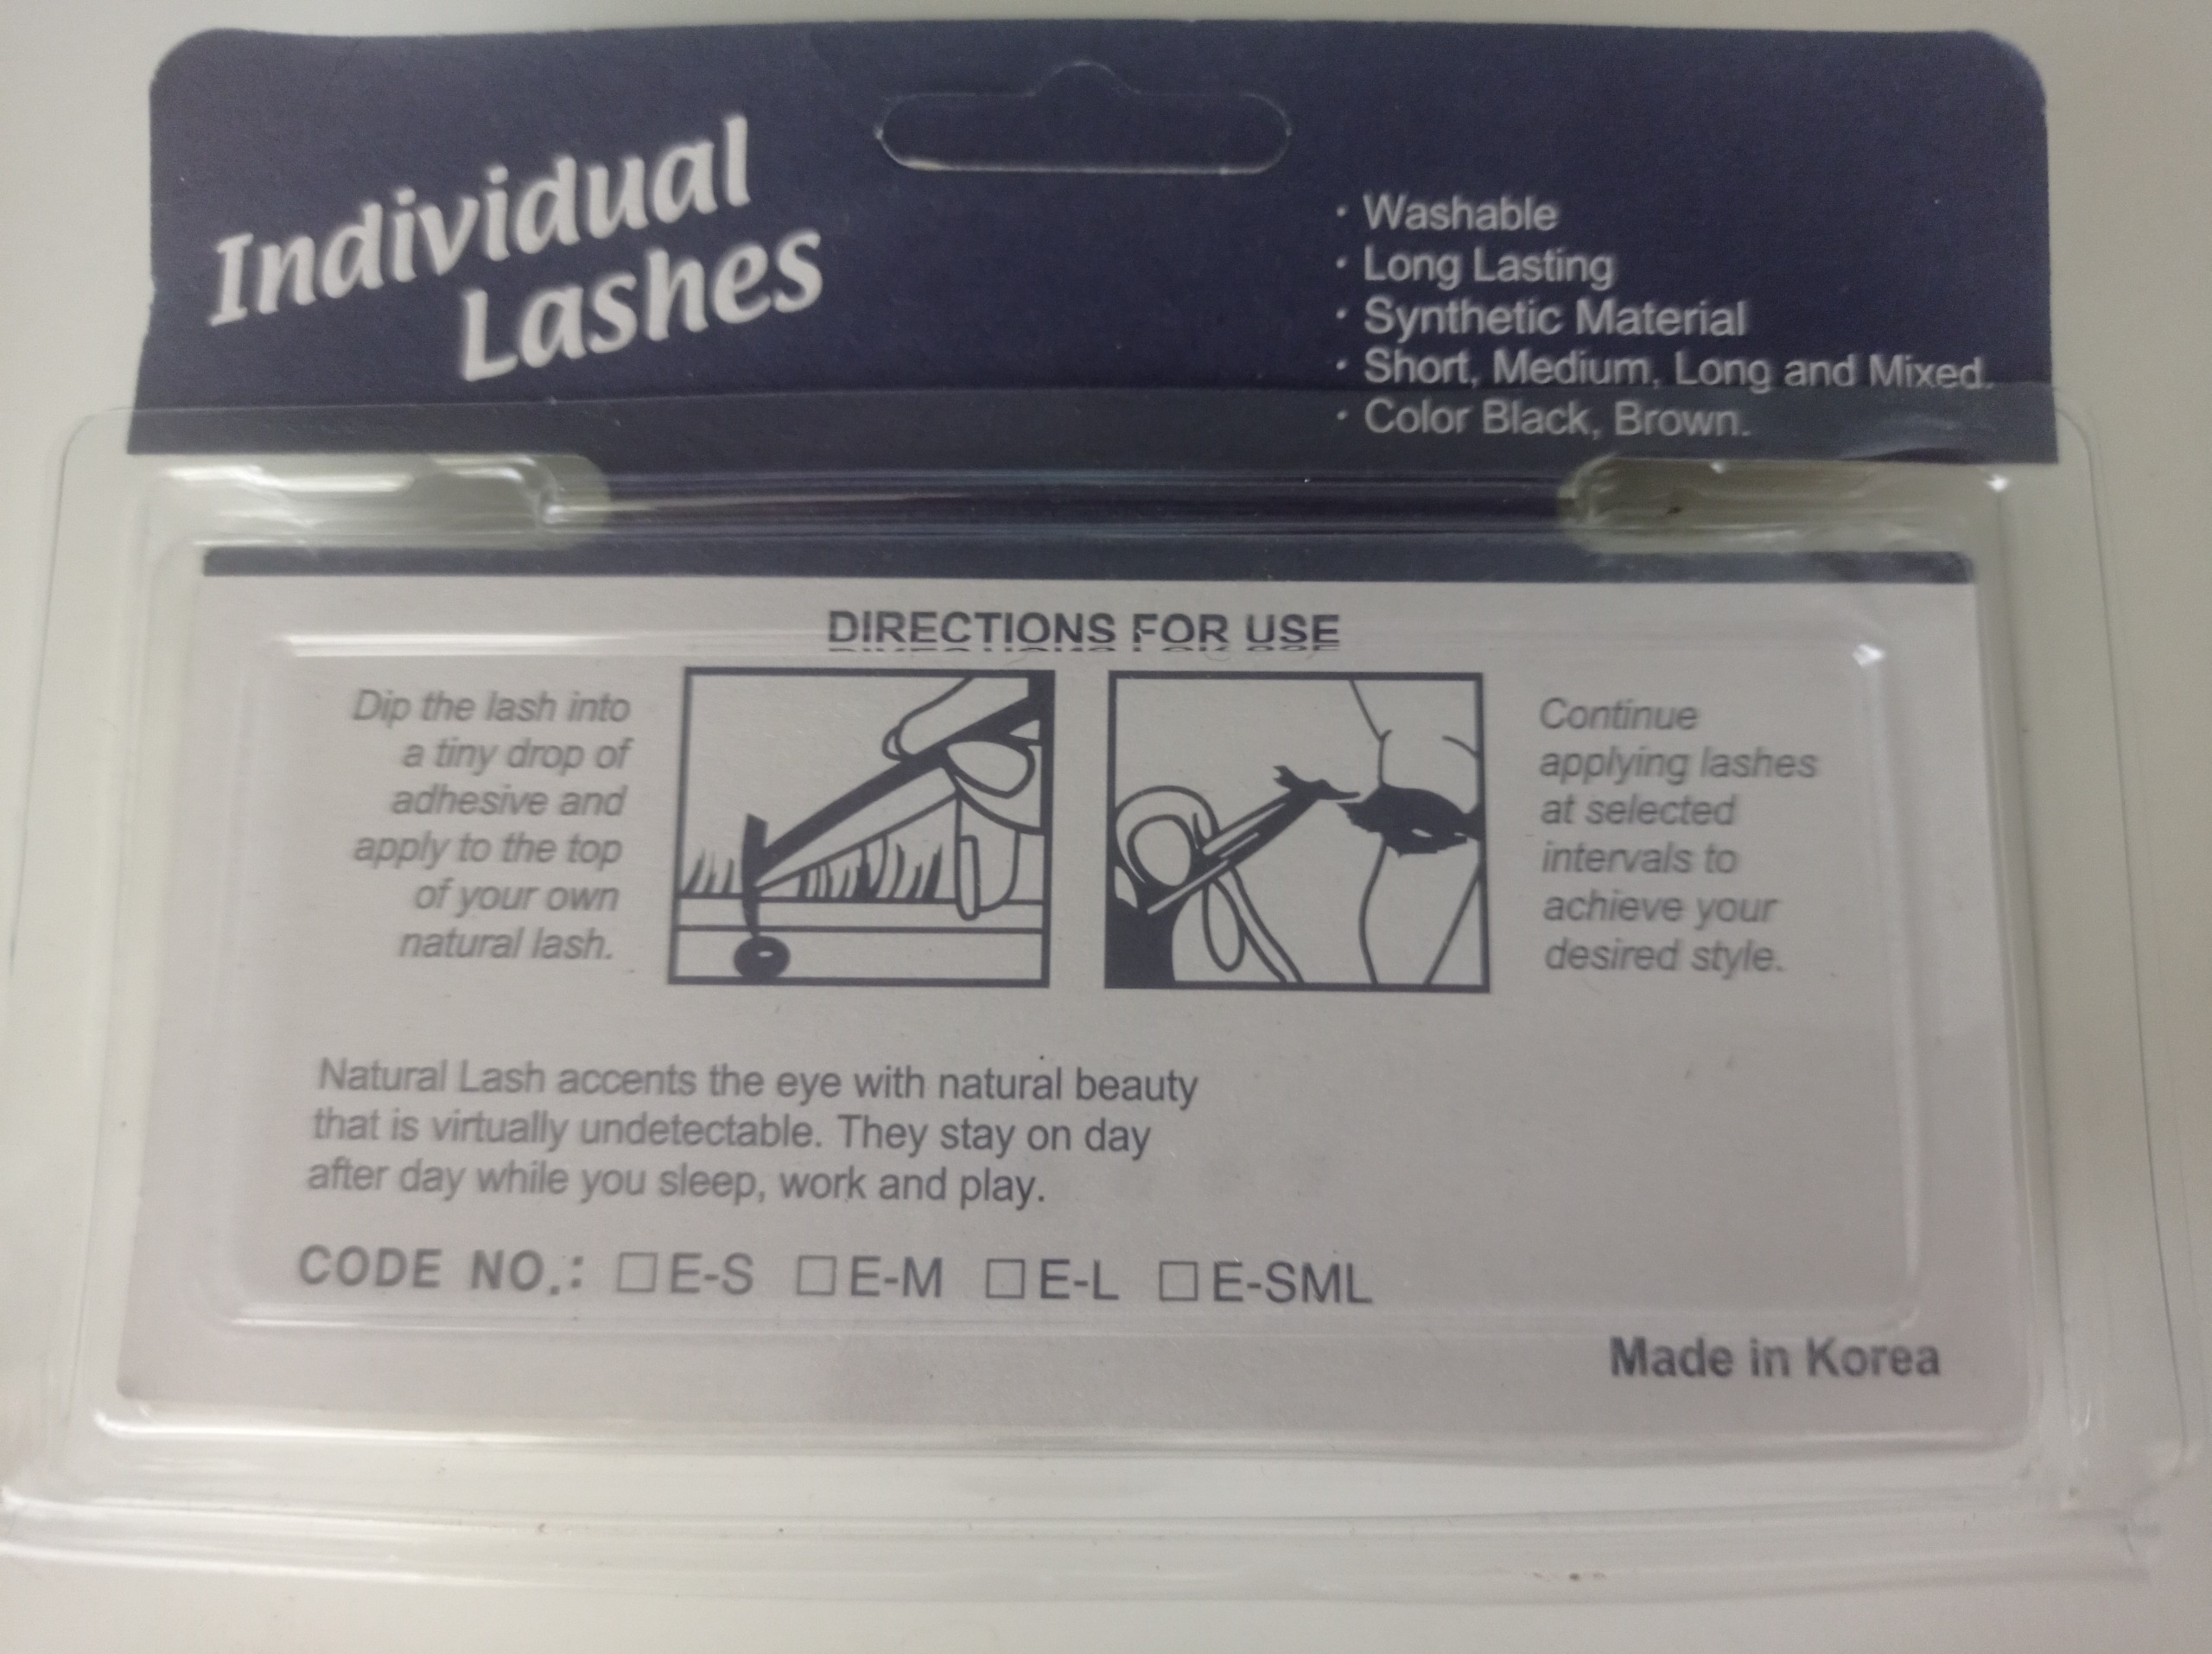 Individual
Lashes
· Washable
· Long Lasting
· Synthetic Material
· Short, Medium, Long and Mixed.
· Color Black, Brown.
DIRECTIONS FOR USE
Dip the lash into
a tiny drop of
adhesive and
apply to the top
of your own
natural lash.
Continue
applying lashes
at selected
intervals to
achieve your
desired style.
Natural Lash accents the eye with natural beauty
that is virtually undetectable. They stay on day
after day while you sleep, work and play.
CODE NO.: □E-S □E-M □E-L □E-SML
Made in Korea